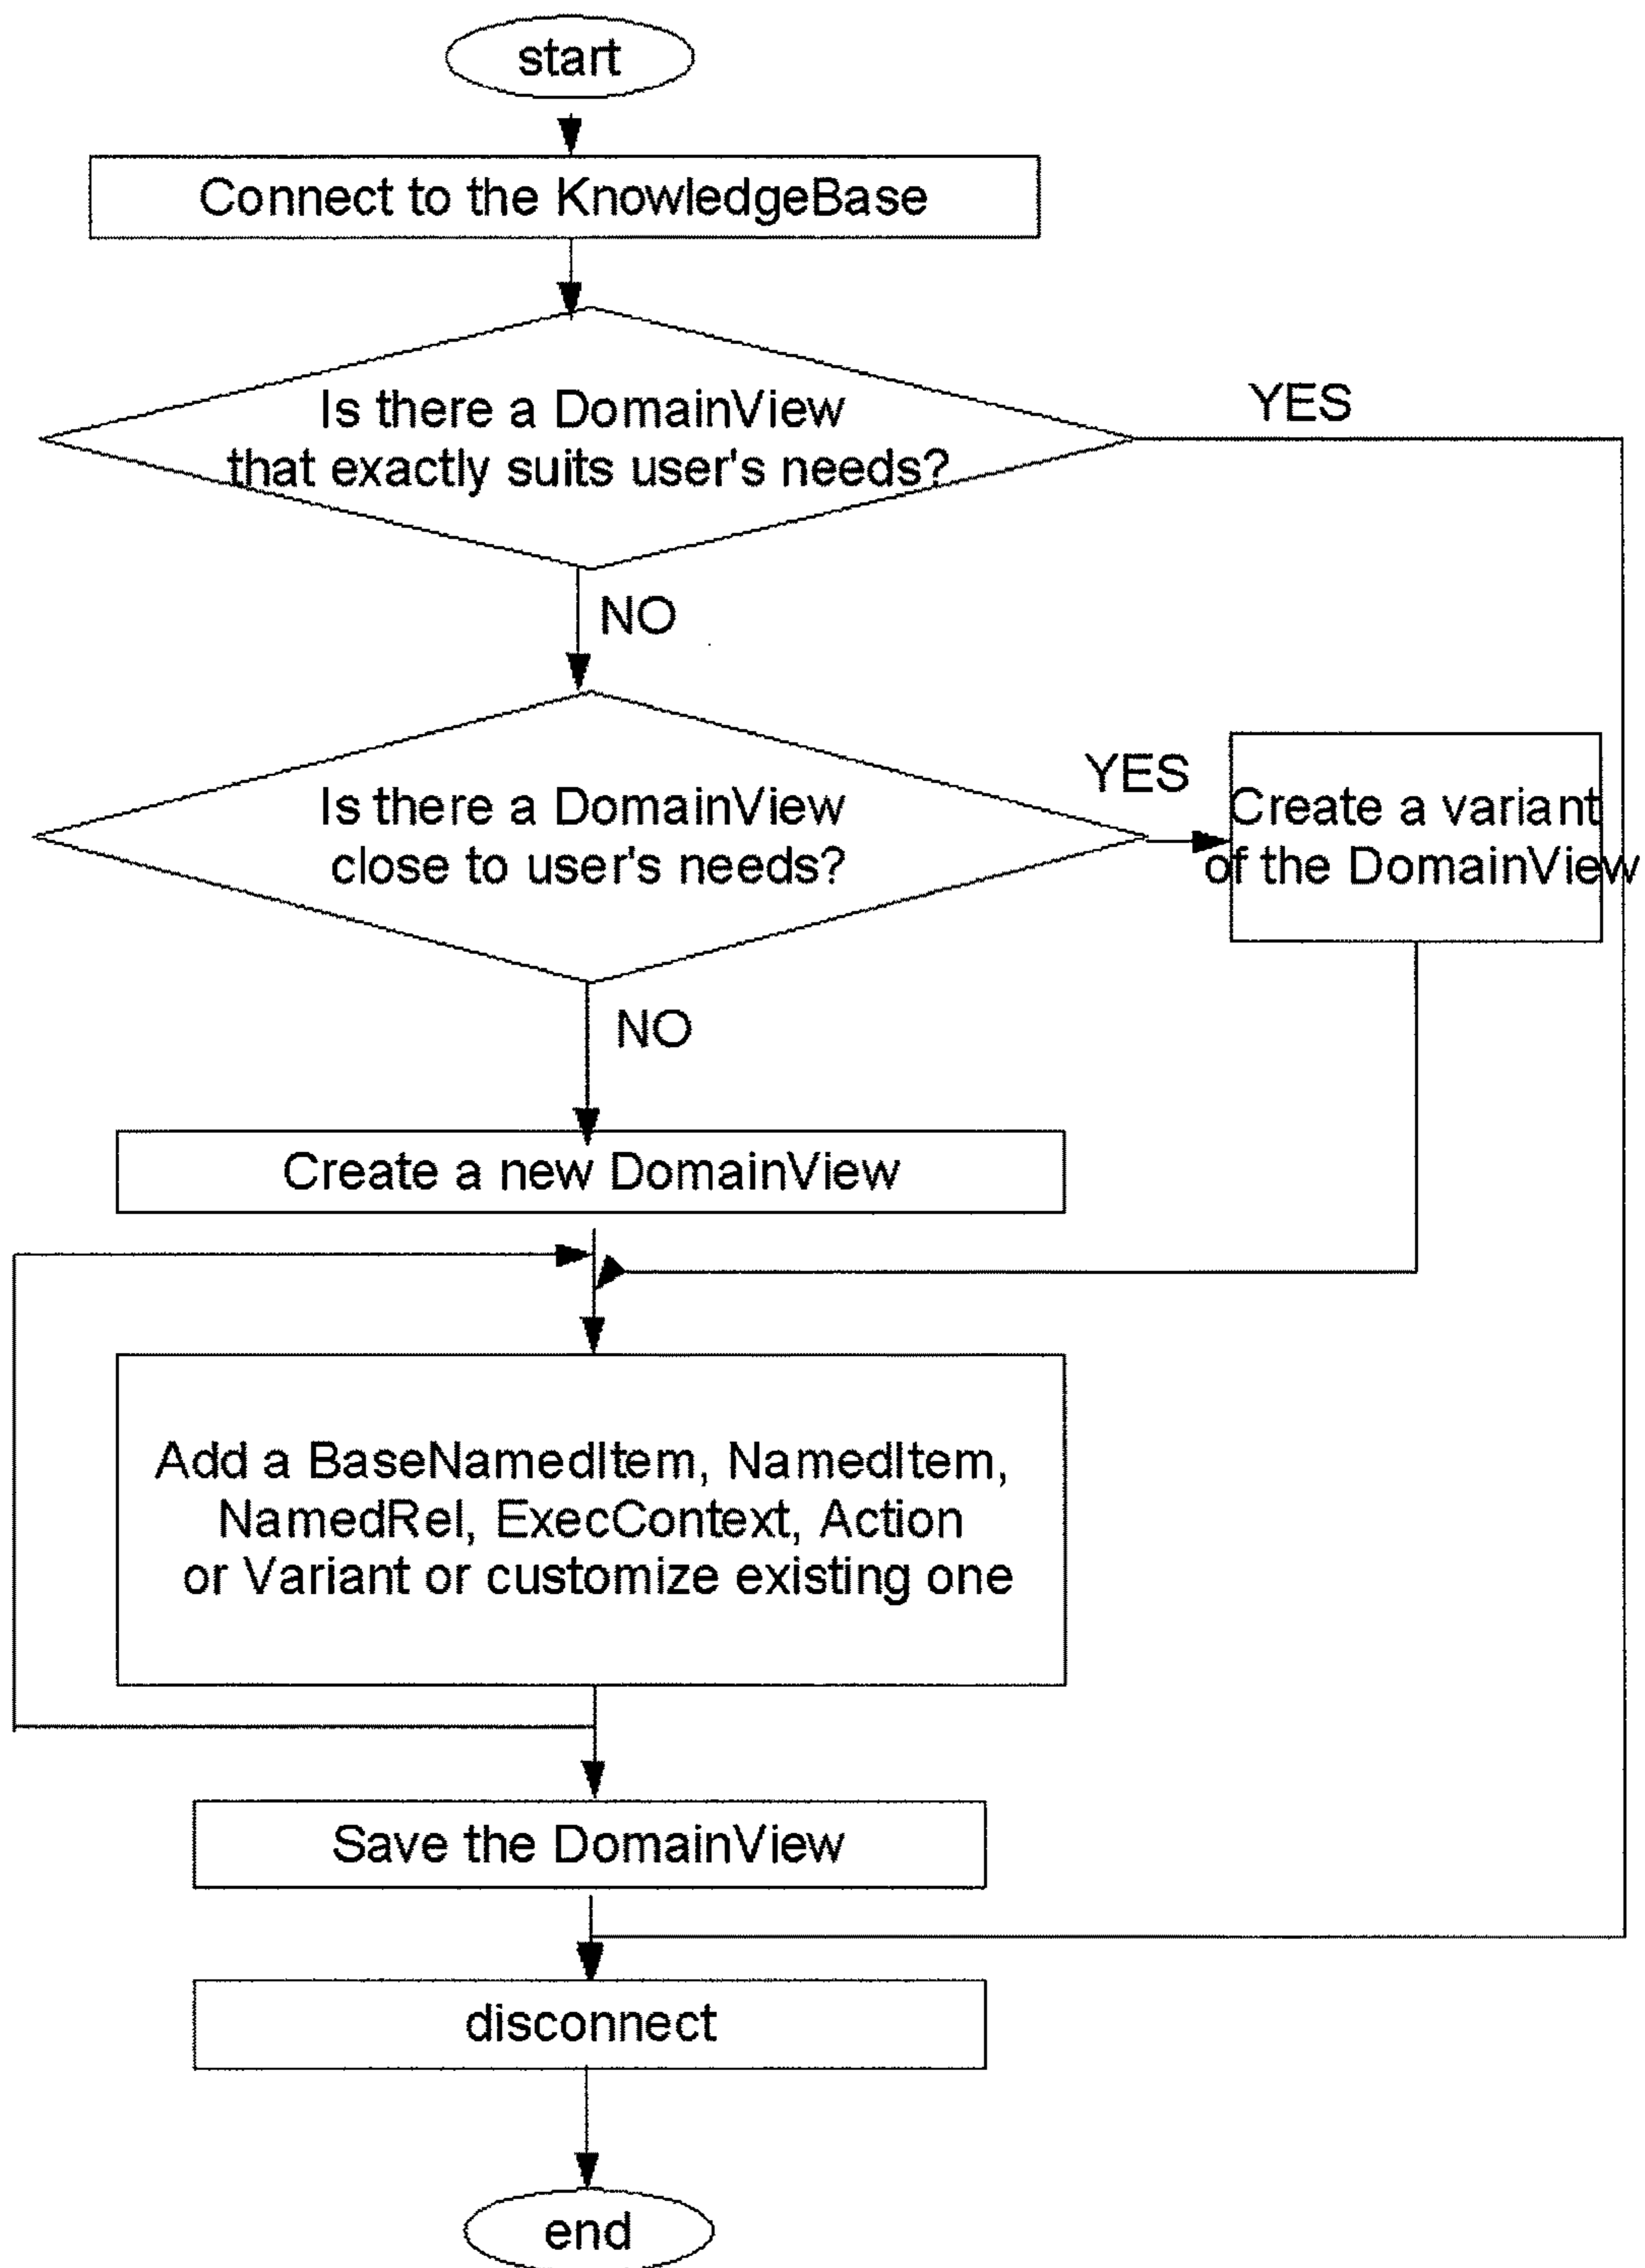 start
Connect to the KnowledgeBase
Is there a DomainView
that exactly suits user's needs?
YES
NO
Is there a DomainView
close to user's needs?
YES
Create a variant
of the DomainView
NO
Create a new DomainView
Add a BaseNamedItem, NamedItem,
NamedRel, ExecContext, Action
or Variant or customize existing one
Save the DomainView
disconnect
end